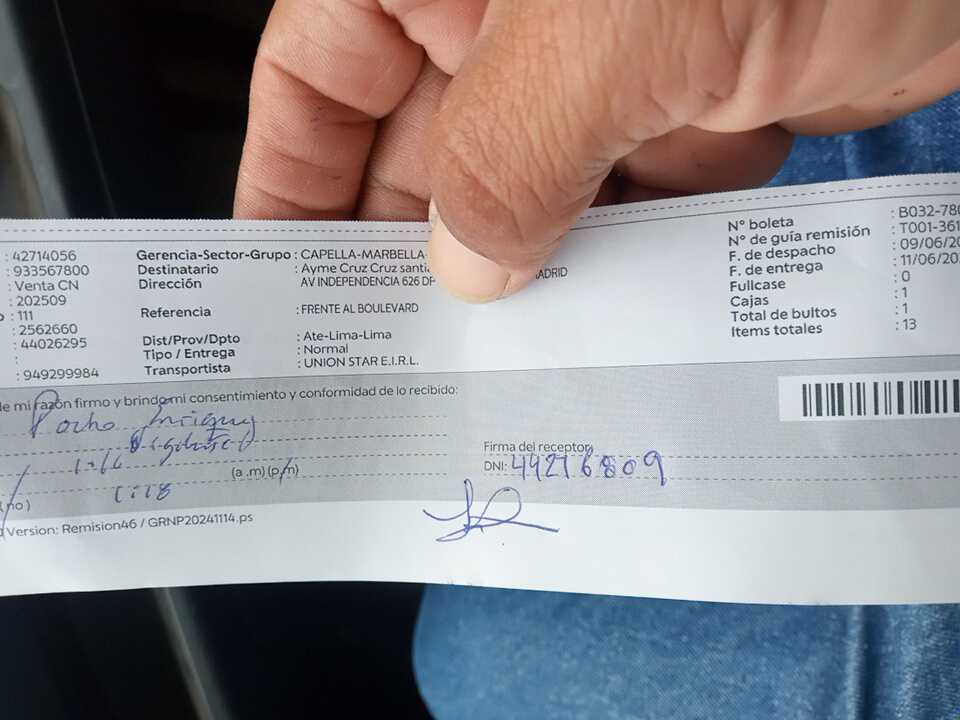 : 42714056
: 933567800
: Venta CN
: 202509
: 111
: 2562660
: 44026295
:
: 949299984
Gerencia-Sector-Grupo : CAPELLA-MARBELLA-
Destinatario : Ayme Cruz Cruz santi
Dirección AV INDEPENDENCIA 626 DP MADRID
Referencia : FRENTE AL BOULEVARD
Dist/Prov/Dpto : Ate-Lima-Lima
Tipo / Entrega : Normal
Transportista : UNION STAR E.I.R.L.
N° boleta : B032-780
N° de guía remisión : T001-361
F. de despacho : 09/06/20
F. de entrega : 11/06/20
Fullcase : 0
Cajas : 1
Total de bultos : 1
Items totales : 13
de mi razón firmo y brindo mi consentimiento y conformidad de lo recibido:
(a .m) (p/m)
(no)
Firma del receptor
DNI: 44276809
Version: Remision46 / GRNP20241114.ps